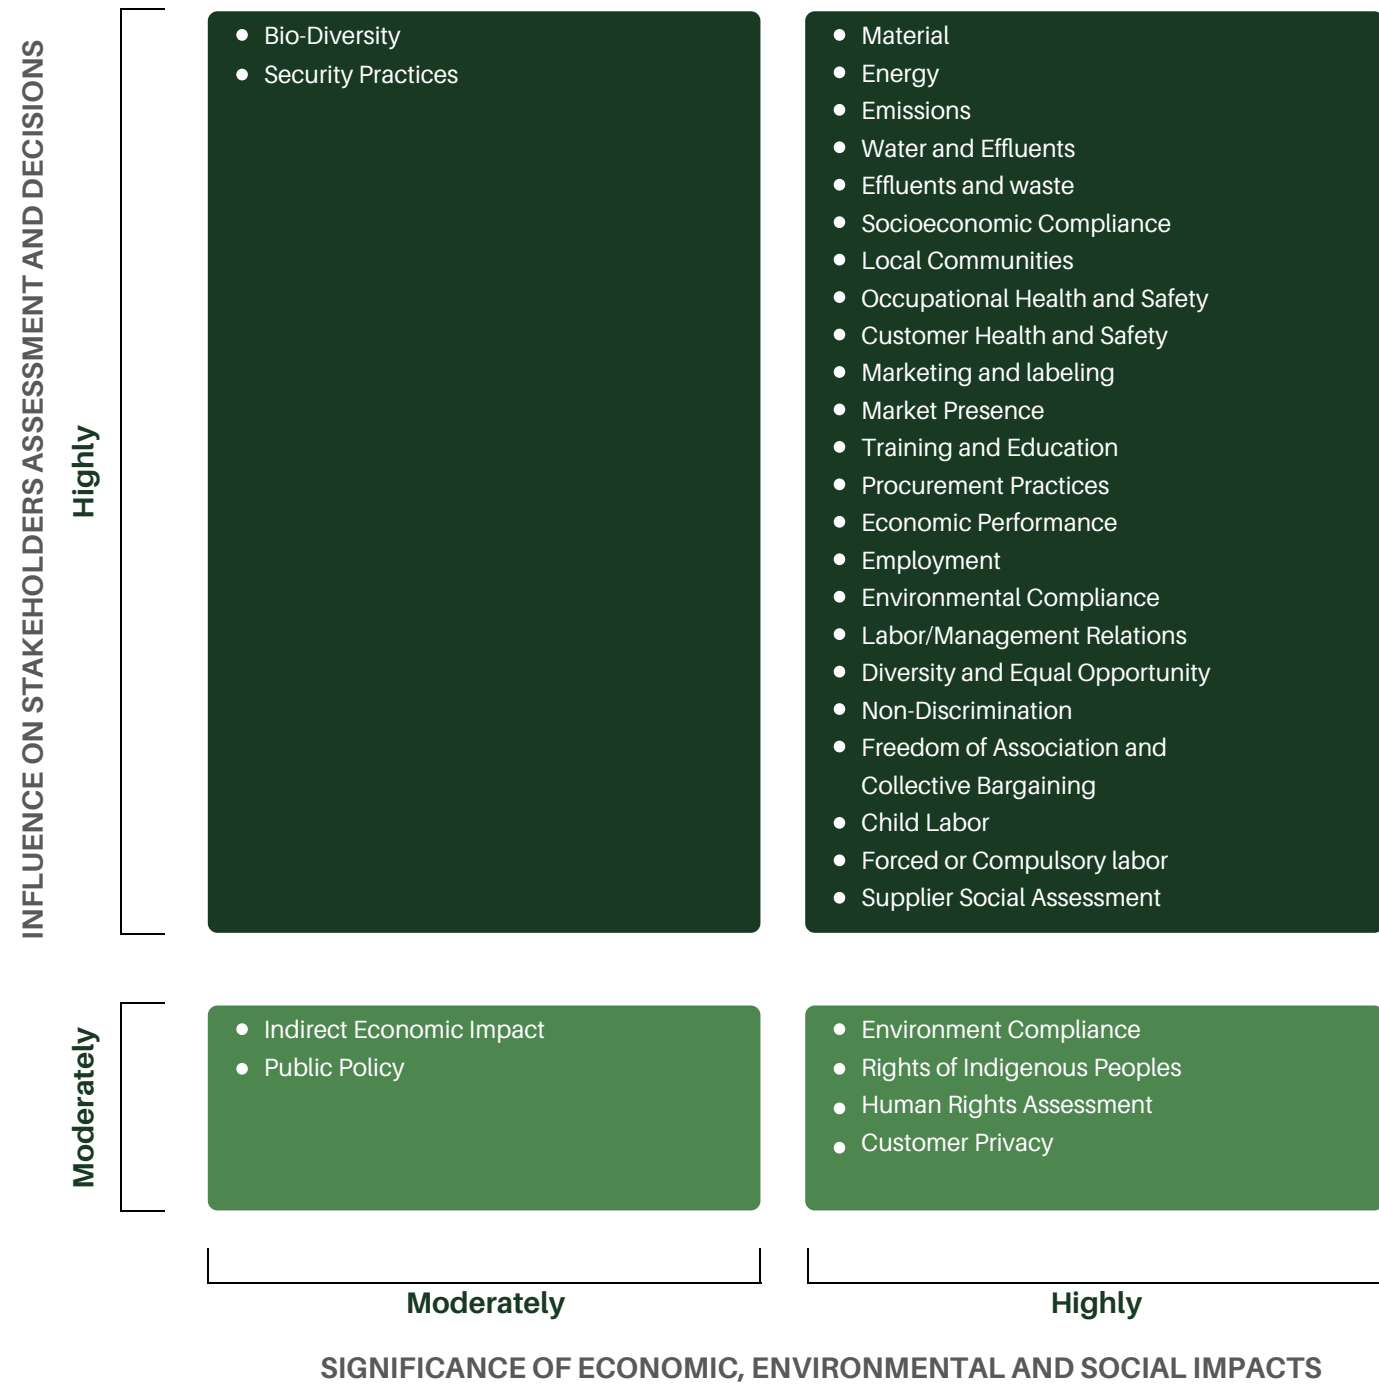 INFLUENCE ON STAKEHOLDERS ASSESSMENT AND DECISIONS
Highly
Bio-Diversity
Security Practices
Material
Energy
Emissions
Water and Effluents
Effluents and waste
Socioeconomic Compliance
Local Communities
Occupational Health and Safety
Customer Health and Safety
Marketing and labeling
Market Presence
Training and Education
Procurement Practices
Economic Performance
Employment
Environmental Compliance
Labor/Management Relations
Diversity and Equal Opportunity
Non-Discrimination
Freedom of Association and
Collective Bargaining
Child Labor
Forced or Compulsory labor
Supplier Social Assessment
Moderately
Indirect Economic Impact
Public Policy
Environment Compliance
Rights of Indigenous Peoples
Human Rights Assessment
Customer Privacy
Moderately
Highly
SIGNIFICANCE OF ECONOMIC, ENVIRONMENTAL AND SOCIAL IMPACTS